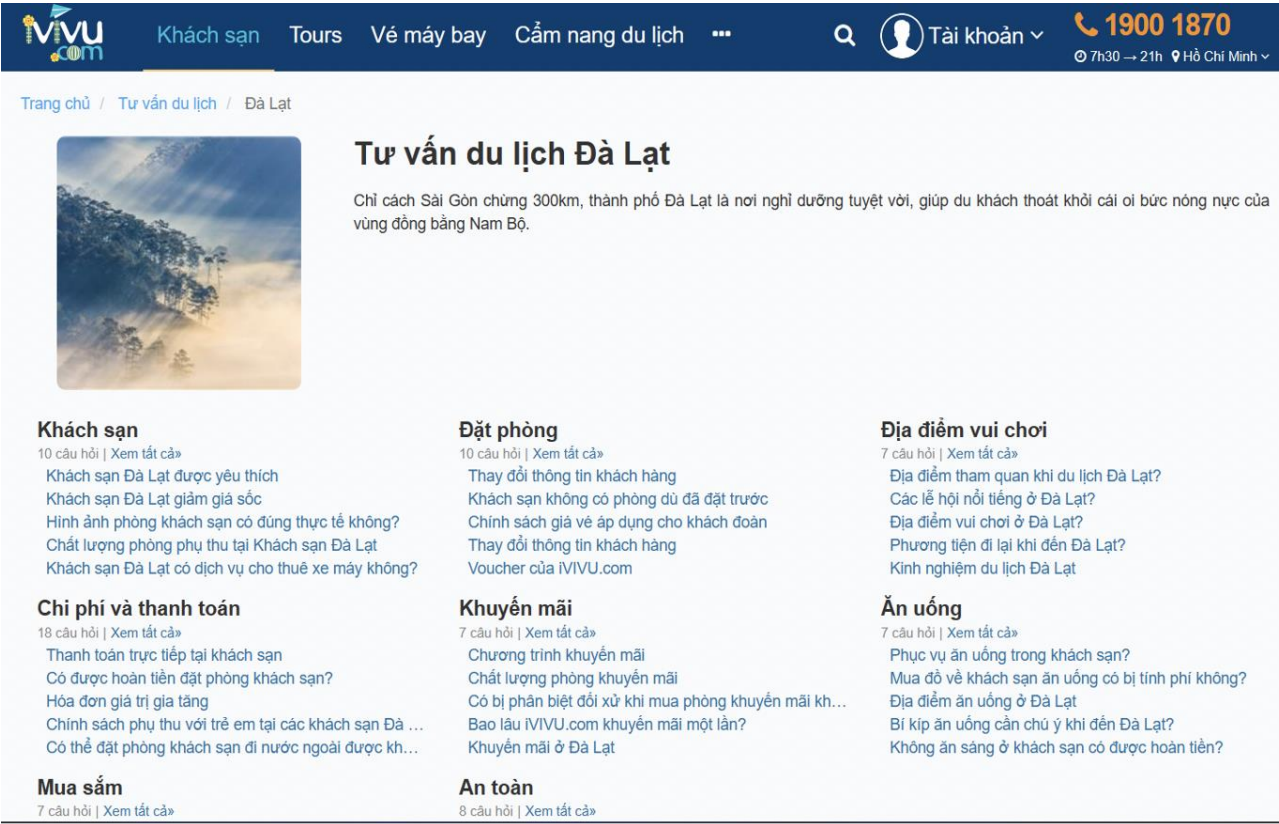 iVIVU.com
Khách sạn Tours Vé máy bay Cẩm nang du lịch ••• Tài khoản
1900 1870
7h30 → 21h Hồ Chí Minh
Trang chủ / Tư vấn du lịch / Đà Lạt
Tư vấn du lịch Đà Lạt
Chỉ cách Sài Gòn chừng 300km, thành phố Đà Lạt là nơi nghỉ dưỡng tuyệt vời, giúp du khách thoát khỏi cái oi bức nóng nực của
vùng đồng bằng Nam Bộ.
Khách sạn
10 câu hỏi | Xem tất cả»
Khách sạn Đà Lạt được yêu thích
Khách sạn Đà Lạt giảm giá sốc
Hình ảnh phòng khách sạn có đúng thực tế không?
Chất lượng phòng phụ thu tại Khách sạn Đà Lạt
Khách sạn Đà Lạt có dịch vụ cho thuê xe máy không?
Đặt phòng
10 câu hỏi | Xem tất cả»
Thay đổi thông tin khách hàng
Khách sạn không có phòng dù đã đặt trước
Chính sách giá vé áp dụng cho khách đoàn
Thay đổi thông tin khách hàng
Voucher của iVIVU.com
Địa điểm vui chơi
7 câu hỏi | Xem tất cả»
Địa điểm tham quan khi du lịch Đà Lạt?
Các lễ hội nổi tiếng ở Đà Lạt?
Địa điểm vui chơi ở Đà Lạt?
Phương tiện đi lại khi đến Đà Lạt?
Kinh nghiệm du lịch Đà Lạt
Chi phí và thanh toán
18 câu hỏi | Xem tất cả»
Thanh toán trực tiếp tại khách sạn
Có được hoàn tiền đặt phòng khách sạn?
Hóa đơn giá trị gia tăng
Chính sách phụ thu với trẻ em tại các khách sạn Đà ...
Có thể đặt phòng khách sạn đi nước ngoài được kh...
Khuyến mãi
7 câu hỏi | Xem tất cả»
Chương trình khuyến mãi
Chất lượng phòng khuyến mãi
Có bị phân biệt đối xử khi mua phòng khuyến mãi kh...
Bao lâu iVIVU.com khuyến mãi một lần?
Khuyến mãi ở Đà Lạt
Ăn uống
7 câu hỏi | Xem tất cả»
Phục vụ ăn uống trong khách sạn?
Mua đồ về khách sạn ăn uống có bị tính phí không?
Địa điểm ăn uống ở Đà Lạt
Bí kíp ăn uống cần chú ý khi đến Đà Lạt?
Không ăn sáng ở khách sạn có được hoàn tiền?
Mua sắm
7 câu hỏi | Xem tất cả»
An toàn
8 câu hỏi | Xem tất cả»